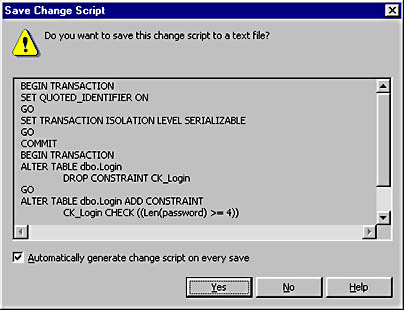 Save Change Script
Do you want to save this change script to a text file?
BEGIN TRANSACTION
SET QUOTED_IDENTIFIER ON
GO
SET TRANSACTION ISOLATION LEVEL SERIALIZABLE
GO
COMMIT
BEGIN TRANSACTION
ALTER TABLE dbo.Login
DROP CONSTRAINT CK_Login
GO
ALTER TABLE dbo.Login ADD CONSTRAINT
CK_Login CHECK ((Len(password) >= 4))
Automatically generate change script on every save
Yes
No
Help